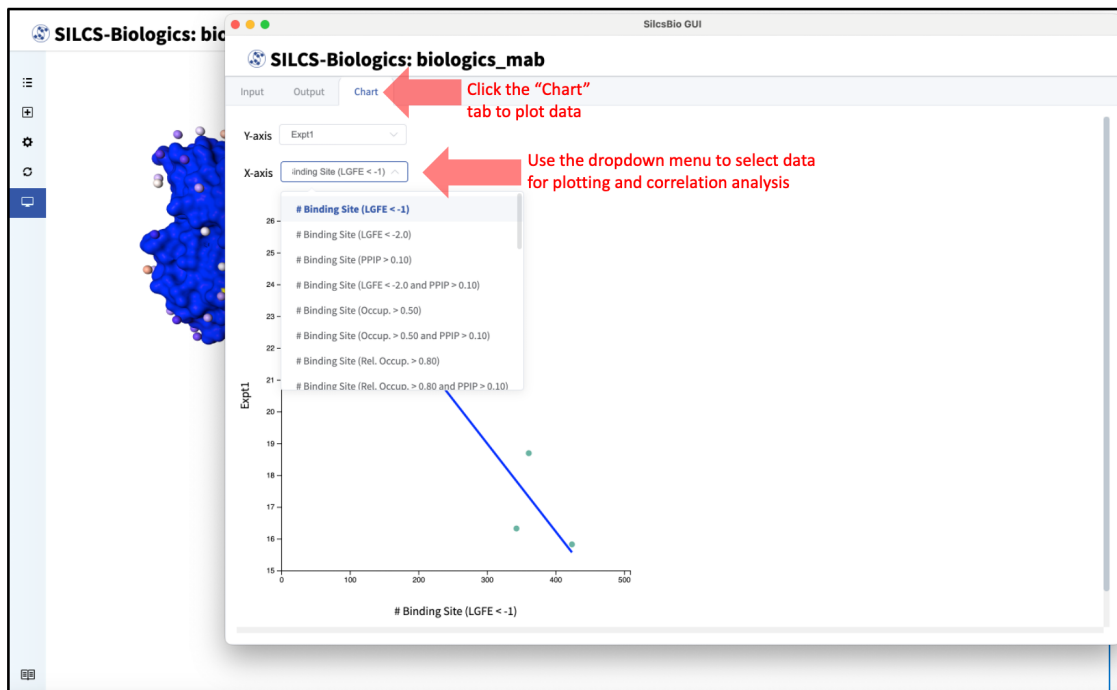 SILCS-Biologics: bio
SilcsBio GUI
SILCS-Biologics: biologics_mab
Input Output Chart
Click the “Chart”
tab to plot data
Y-axis Expt1
X-axis inding Site (LGFE < -1)
Use the dropdown menu to select data
for plotting and correlation analysis
# Binding Site (LGFE < -1)
# Binding Site (LGFE < -2.0)
# Binding Site (PPIP > 0.10)
# Binding Site (LGFE < -2.0 and PPIP > 0.10)
# Binding Site (Occup. > 0.50)
# Binding Site (Occup. > 0.50 and PPIP > 0.10)
# Binding Site (Rel. Occup. > 0.80)
# Binding Site (Rel. Occup. > 0.80 and PPIP > 0.10)
26
25
24
23
22
21
20
19
18
17
16
15
Expt1
0 100 200 300 400 500
# Binding Site (LGFE < -1)